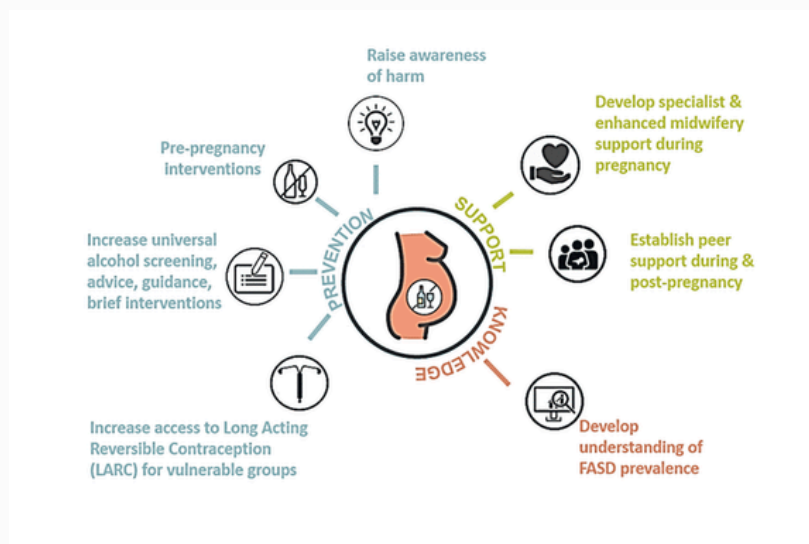 Raise awareness
of harm
Pre-pregnancy
interventions
Increase universal
alcohol screening,
advice, guidance,
brief interventions
Increase access to Long Acting
Reversible Contraception
(LARC) for vulnerable groups
PREVENTION
SUPPORT
KNOWLEDGE
Develop specialist &
enhanced midwifery
support during
pregnancy
Establish peer
support during &
post-pregnancy
Develop
understanding of
FASD prevalence